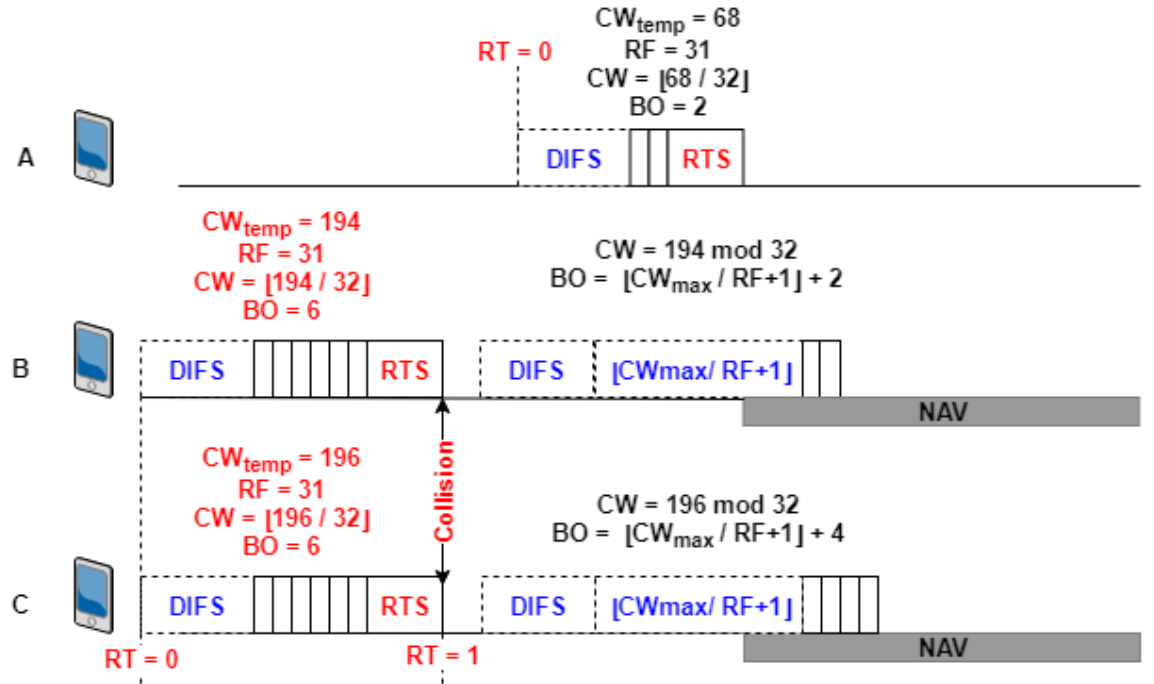 CWtemp = 68
RF = 31
CW = ⌊68 / 32⌋
BO = 2
RT = 0
A
DIFS
RTS
CWtemp = 194
RF = 31
CW = ⌊194 / 32⌋
BO = 6
CW = 194 mod 32
BO = ⌊CWmax / RF+1⌋ + 2
B
DIFS
RTS
DIFS
⌊CWmax/ RF+1⌋
NAV
Collision
CWtemp = 196
RF = 31
CW = ⌊196 / 32⌋
BO = 6
CW = 196 mod 32
BO = ⌊CWmax / RF+1⌋ + 4
C
DIFS
RTS
DIFS
⌊CWmax/ RF+1⌋
NAV
RT = 0
RT = 1